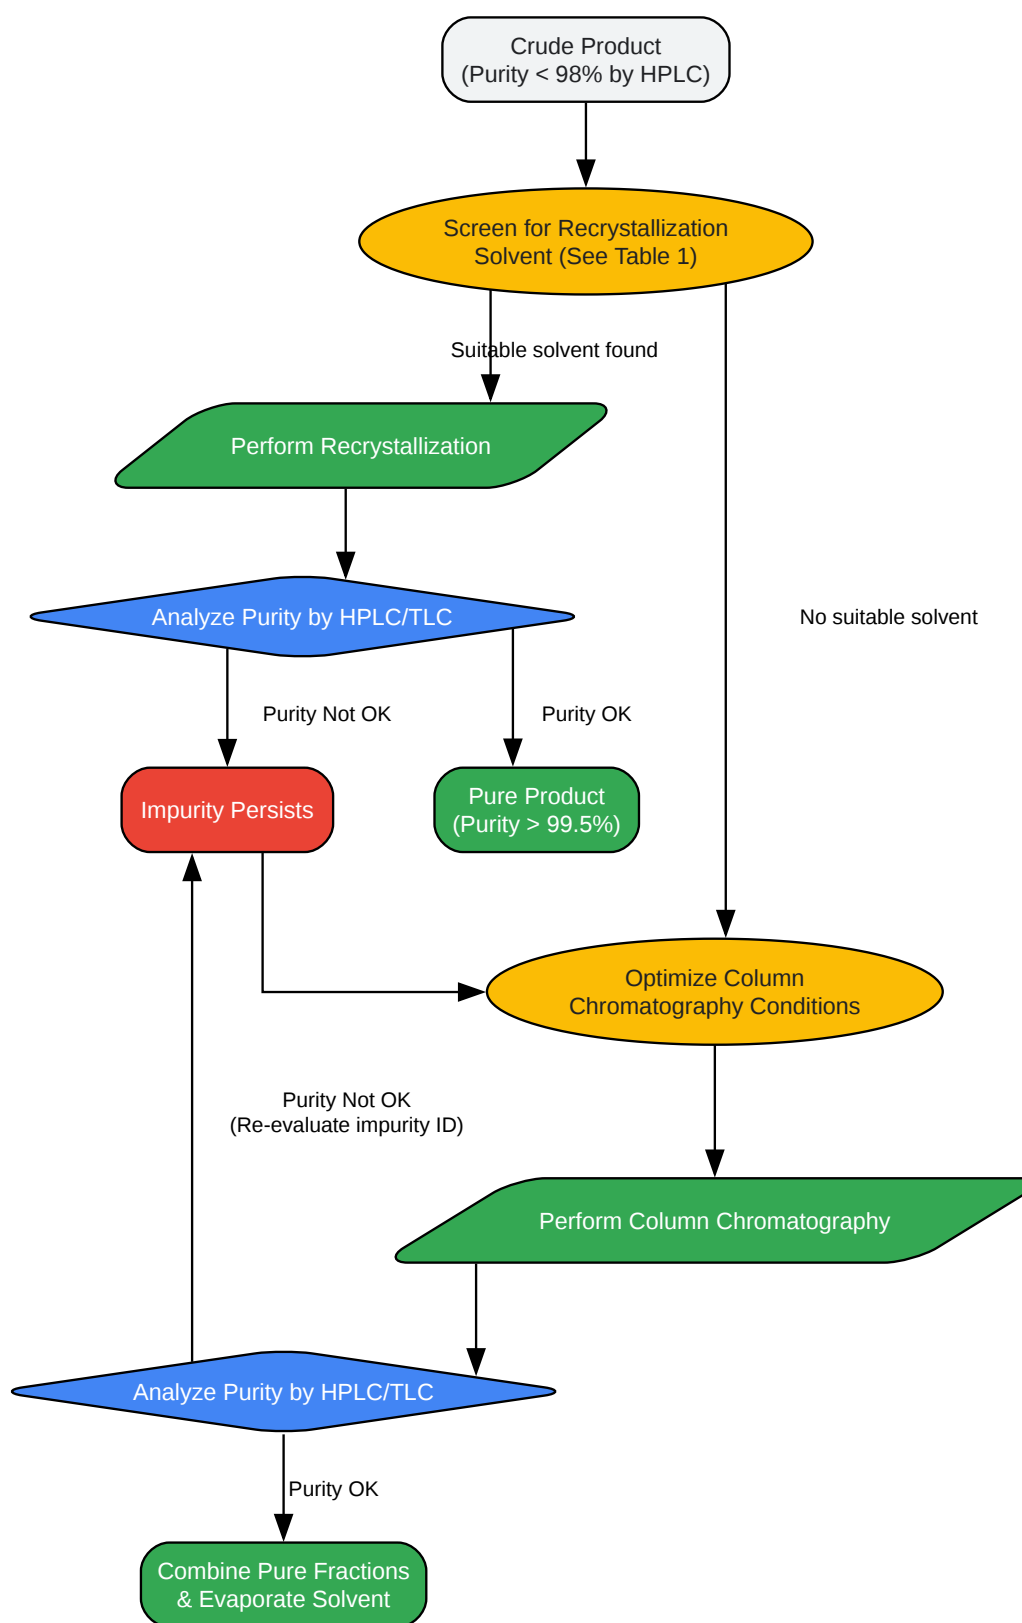 Crude Product
(Purity < 98% by HPLC)
Screen for Recrystallization
Solvent (See Table 1)
Suitable solvent found
Perform Recrystallization
Analyze Purity by HPLC/TLC
No suitable solvent
Purity Not OK
Purity OK
Impurity Persists
Pure Product
(Purity > 99.5%)
Optimize Column
Chromatography Conditions
Purity Not OK
(Re-evaluate impurity ID)
Perform Column Chromatography
Analyze Purity by HPLC/TLC
Purity OK
Combine Pure Fractions
& Evaporate Solvent